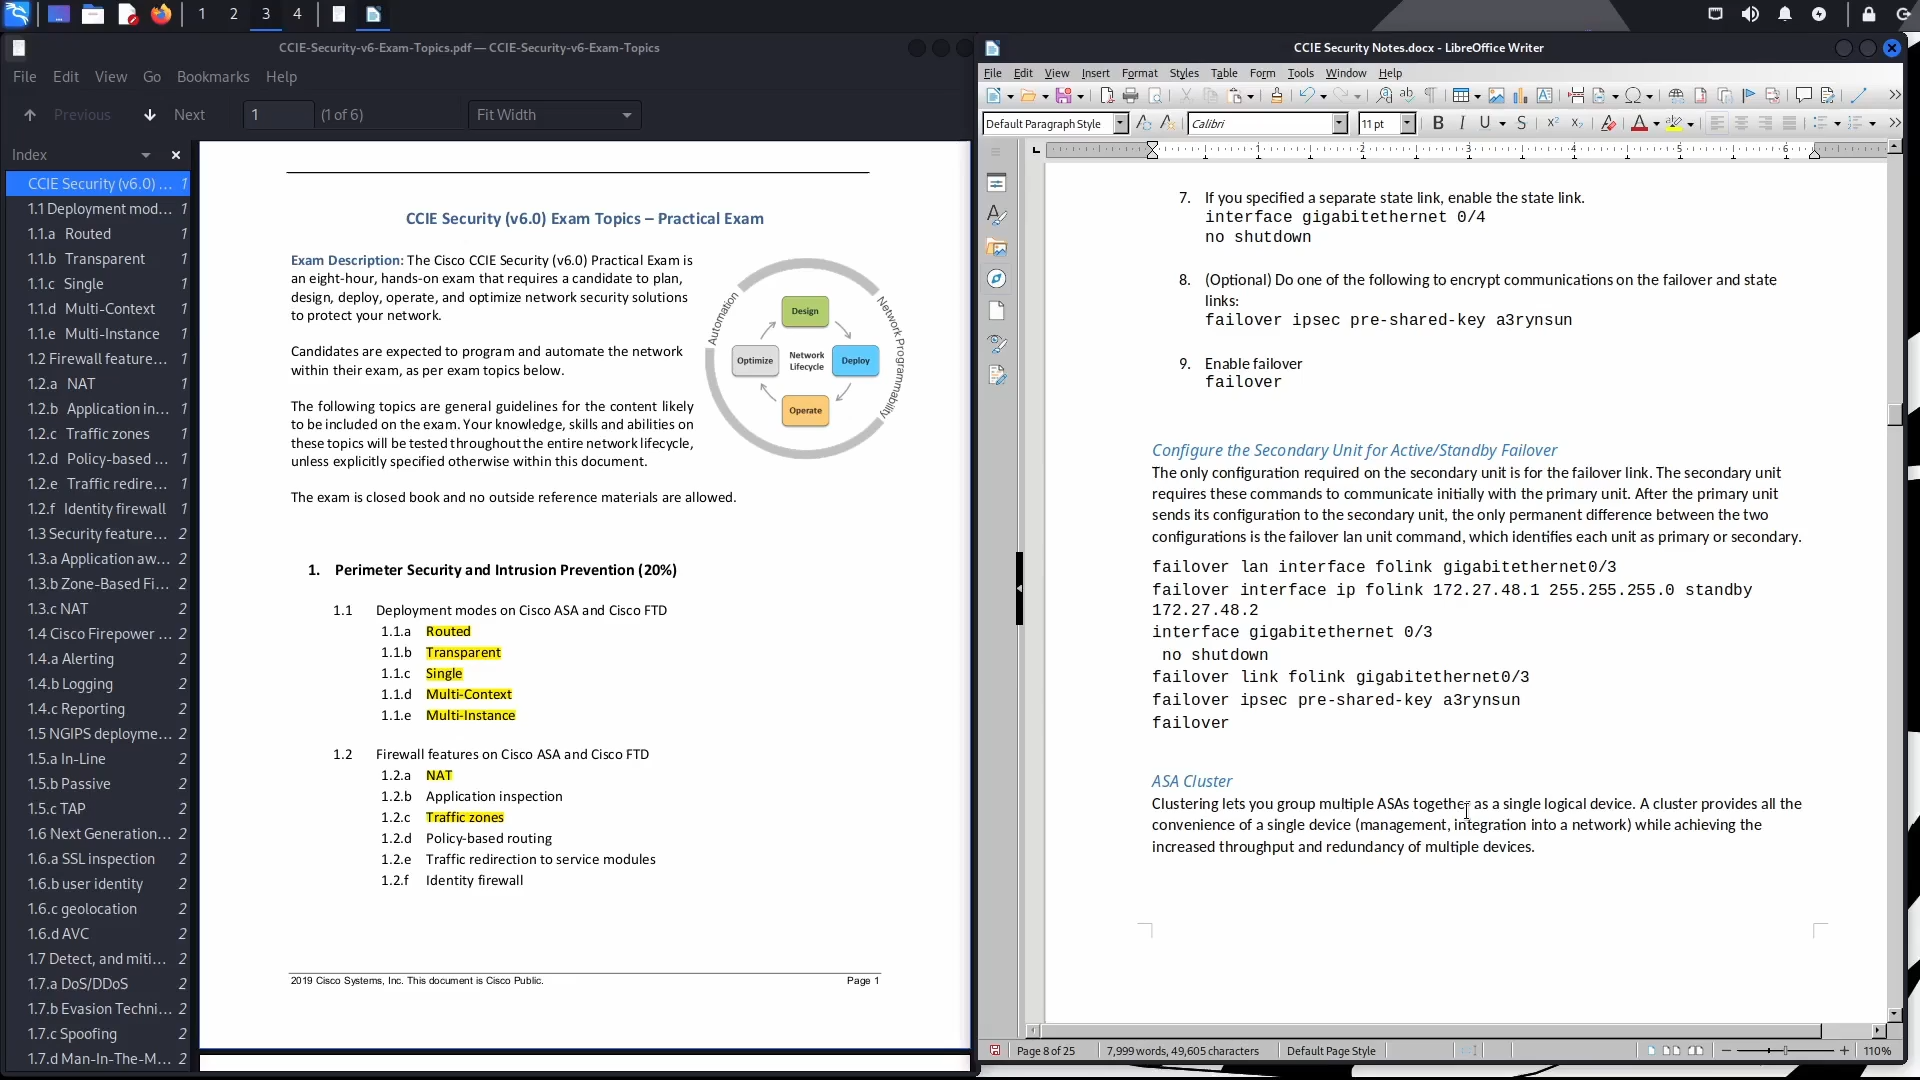 1 2 3 4
CCIE-Security-v6-Exam-Topics.pdf — CCIE-Security-v6-Exam-Topics
File Edit View Go Bookmarks Help
Previous Next 1 (1 of 6) Fit Width
Index
CCIE Security (v6.0) ... 1
1.1 Deployment mod... 1
1.1.a Routed 1
1.1.b Transparent 1
1.1.c Single 1
1.1.d Multi-Context 1
1.1.e Multi-Instance 1
1.2 Firewall feature... 1
1.2.a NAT 1
1.2.b Application in... 1
1.2.c Traffic zones 1
1.2.d Policy-based ... 1
1.2.e Traffic redire... 1
1.2.f Identity firewall 1
1.3 Security feature... 2
1.3.a Application aw... 2
1.3.b Zone-Based Fi... 2
1.3.c NAT 2
1.4 Cisco Firepower ... 2
1.4.a Alerting 2
1.4.b Logging 2
1.4.c Reporting 2
1.5 NGIPS deployme... 2
1.5.a In-Line 2
1.5.b Passive 2
1.5.c TAP 2
1.6 Next Generation... 2
1.6.a SSL inspection 2
1.6.b user identity 2
1.6.c geolocation 2
1.6.d AVC 2
1.7 Detect, and miti... 2
1.7.a DoS/DDoS 2
1.7.b Evasion Techni... 2
1.7.c Spoofing 2
1.7.d Man-In-The-M... 2
CCIE Security (v6.0) Exam Topics – Practical Exam
Exam Description: The Cisco CCIE Security (v6.0) Practical Exam is
an eight-hour, hands-on exam that requires a candidate to plan,
design, deploy, operate, and optimize network security solutions
to protect your network.
Candidates are expected to program and automate the network
within their exam, as per exam topics below.
The following topics are general guidelines for the content likely
to be included on the exam. Your knowledge, skills and abilities on
these topics will be tested throughout the entire network lifecycle,
unless explicitly specified otherwise within this document.
The exam is closed book and no outside reference materials are allowed.
Automation
Network Programmability
Design
Optimize
Network
Lifecycle
Deploy
Operate
1. Perimeter Security and Intrusion Prevention (20%)
1.1 Deployment modes on Cisco ASA and Cisco FTD
1.1.a Routed
1.1.b Transparent
1.1.c Single
1.1.d Multi-Context
1.1.e Multi-Instance
1.2 Firewall features on Cisco ASA and Cisco FTD
1.2.a NAT
1.2.b Application inspection
1.2.c Traffic zones
1.2.d Policy-based routing
1.2.e Traffic redirection to service modules
1.2.f Identity firewall
2019 Cisco Systems, Inc. This document is Cisco Public. Page 1
CCIE Security Notes.docx - LibreOffice Writer
File Edit View Insert Format Styles Table Form Tools Window Help
Default Paragraph Style Calibri 11 pt
1 2 3 4 5 6
7. If you specified a separate state link, enable the state link.
interface gigabitethernet 0/4
no shutdown
8. (Optional) Do one of the following to encrypt communications on the failover and state
links:
failover ipsec pre-shared-key a3rynsun
9. Enable failover
failover
Configure the Secondary Unit for Active/Standby Failover
The only configuration required on the secondary unit is for the failover link. The secondary unit
requires these commands to communicate initially with the primary unit. After the primary unit
sends its configuration to the secondary unit, the only permanent difference between the two
configurations is the failover lan unit command, which identifies each unit as primary or secondary.
failover lan interface folink gigabitethernet0/3
failover interface ip folink 172.27.48.1 255.255.255.0 standby
172.27.48.2
interface gigabitethernet 0/3
no shutdown
failover link folink gigabitethernet0/3
failover ipsec pre-shared-key a3rynsun
failover
ASA Cluster
Clustering lets you group multiple ASAs together as a single logical device. A cluster provides all the
convenience of a single device (management, integration into a network) while achieving the
increased throughput and redundancy of multiple devices.
Page 8 of 25 7,999 words, 49,605 characters Default Page Style 110%